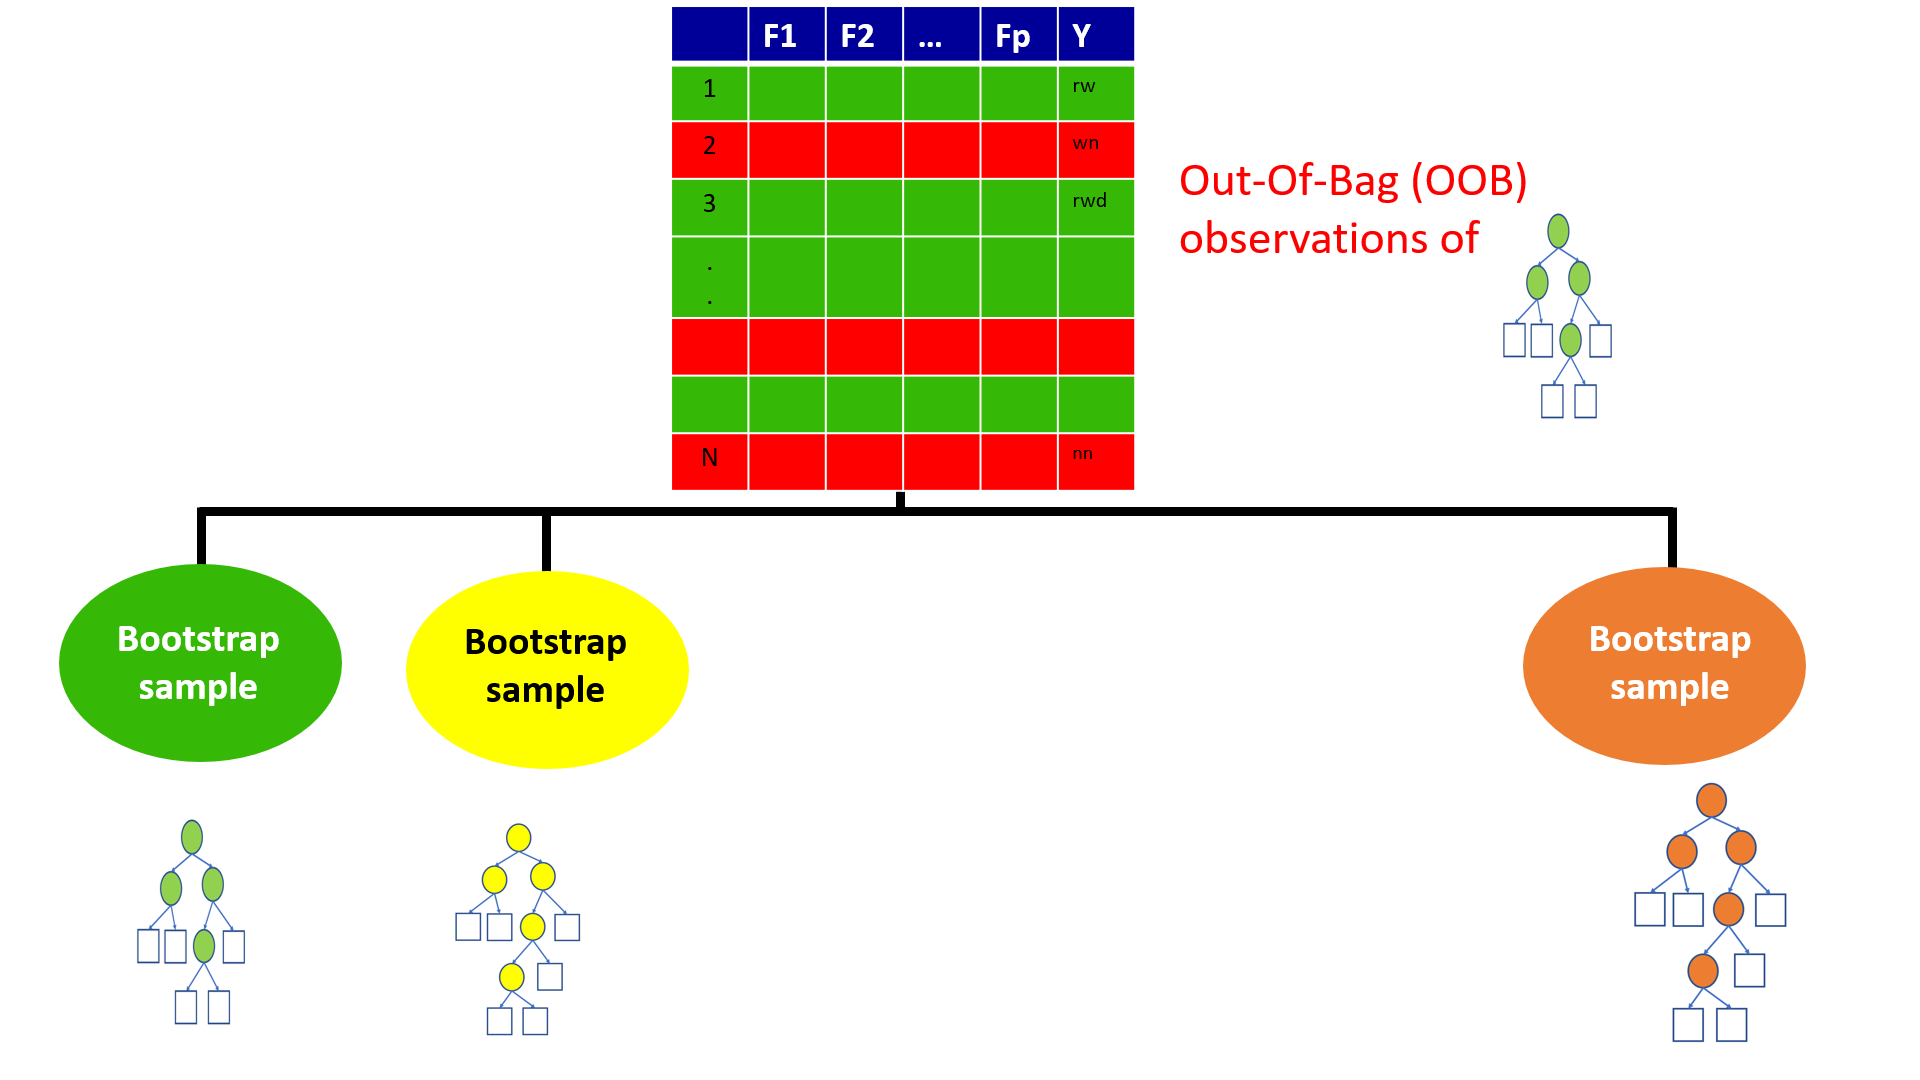 F1 F2 ... Fp Y
1 rw
2 wn
3 rwd
.
.
N nn
Out-Of-Bag (OOB)
observations of
Bootstrap
sample
Bootstrap
sample
Bootstrap
sample